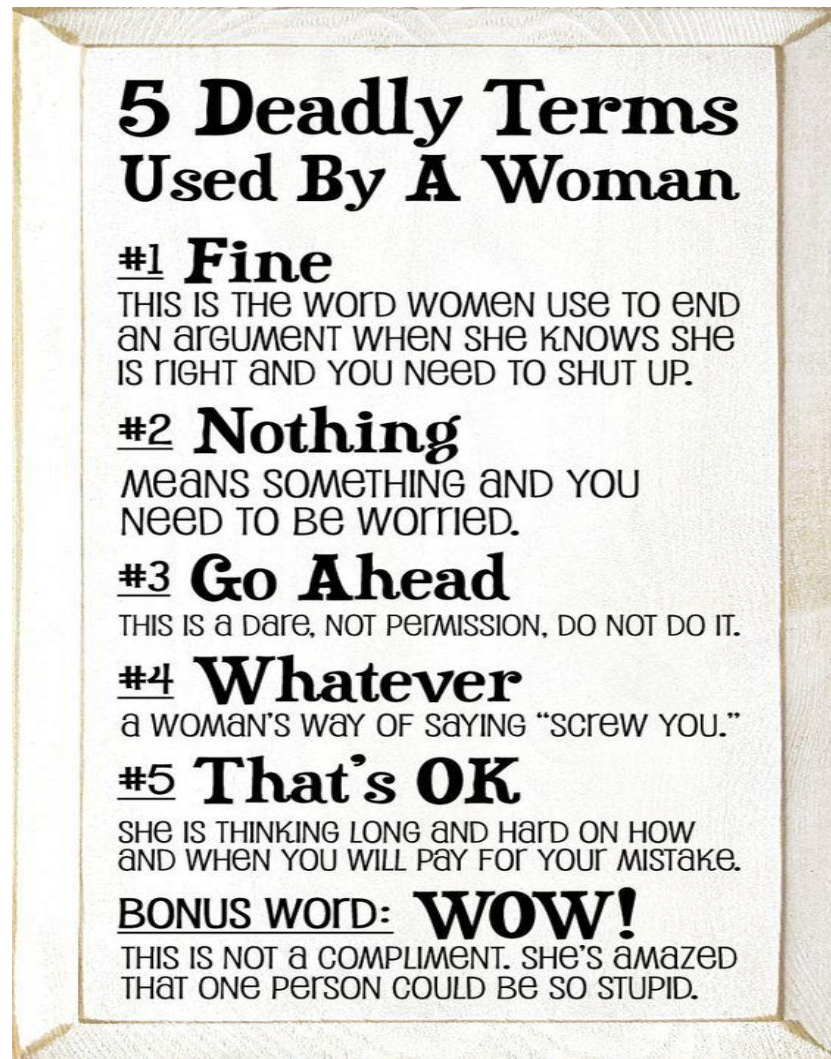 5 Deadly Terms
Used By A Woman
#1 Fine
THIS IS THE WORD WOMEN USE TO END
AN ARGUMENT WHEN SHE KNOWS SHE
IS RIGHT AND YOU NEED TO SHUT UP.
#2 Nothing
MEANS SOMETHING AND YOU
NEED TO BE WORRIED.
#3 Go Ahead
THIS IS A DARE, NOT PERMISSION, DO NOT DO IT.
#4 Whatever
A WOMAN'S WAY OF SAYING “SCREW YOU.”
#5 That's OK
SHE IS THINKING LONG AND HARD ON HOW
AND WHEN YOU WILL PAY FOR YOUR MISTAKE.
BONUS WORD: WOW!
THIS IS NOT A COMPLIMENT. SHE'S AMAZED
THAT ONE PERSON COULD BE SO STUPID.